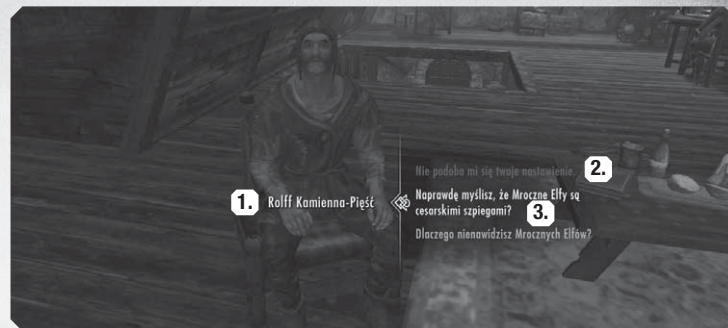 Nie podoba mi się twoje nastawienie.
2.
1.
Rolff Kamienna-Pięść
Naprawdę myślisz, że Mroczne Elfy są
cesarskimi szpiegami?
3.
Dlaczego nienawidzisz Mrocznych Elfów?